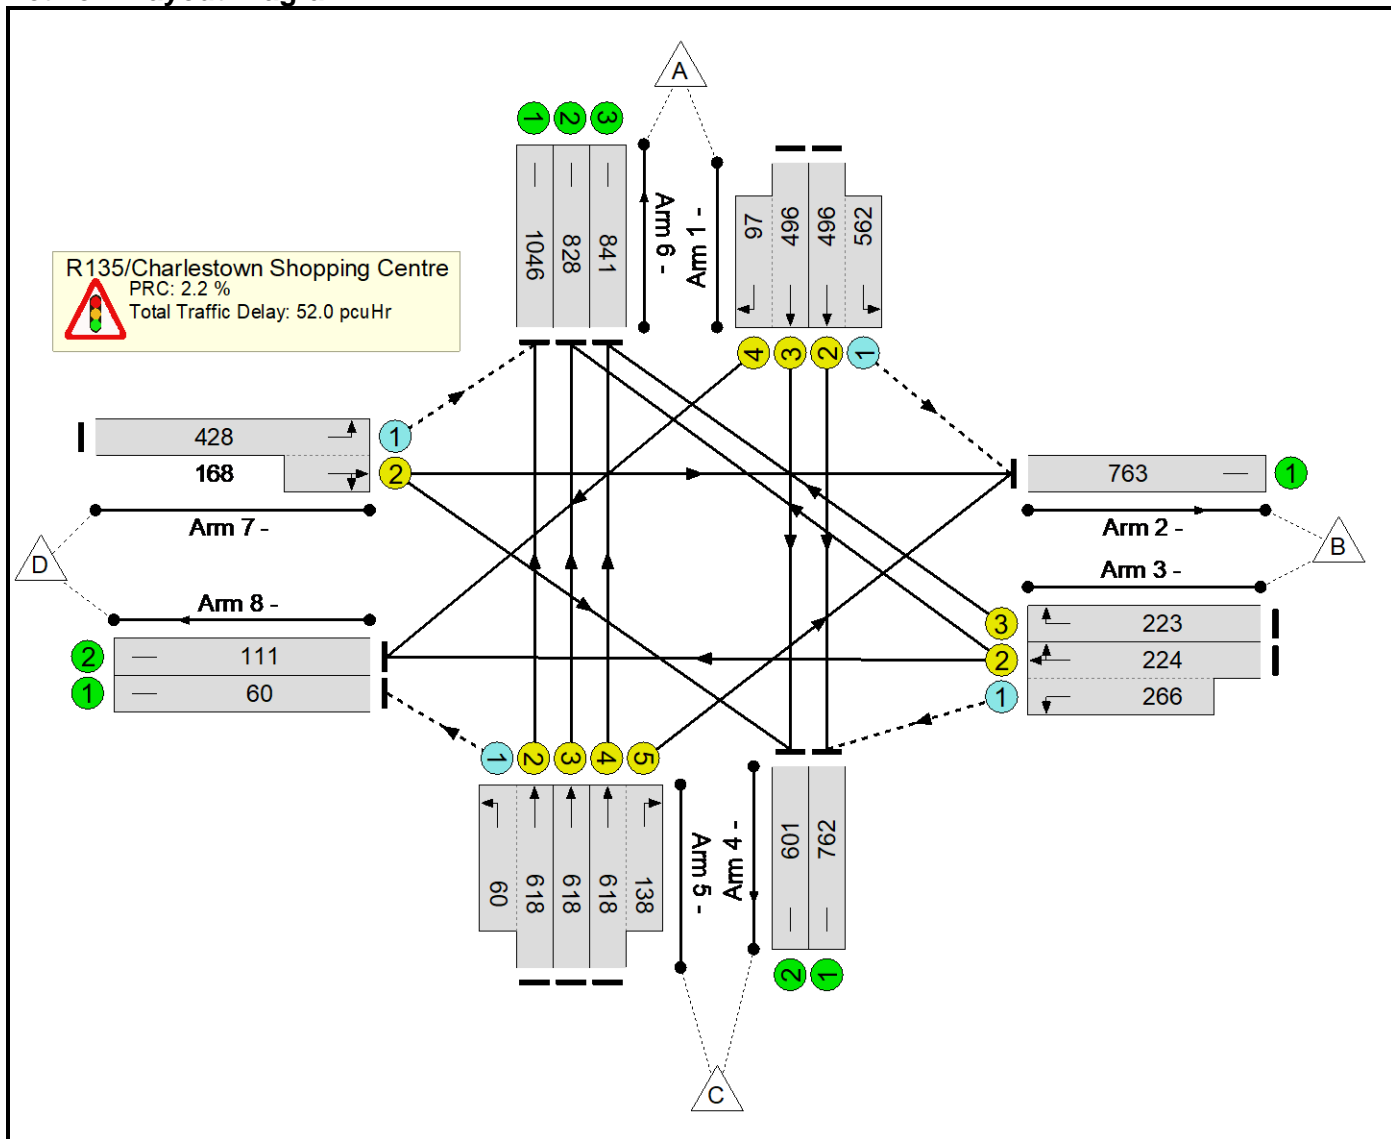 A
1 2 3
Arm 6 -
Arm 1 -
1046 828 841
97 496 496 562
R135/Charlestown Shopping Centre
PRC: 2.2 %
Total Traffic Delay: 52.0 pcuHr
4 3 2 1
428 1
168 2
763 1
Arm 7 -
Arm 2 -
D
B
Arm 8 -
Arm 3 -
3 223
2 224
1 266
2 111
1 60
1 2 3 4 5
60 618 618 618 138
Arm 5 -
Arm 4 -
601 762
2 1
C